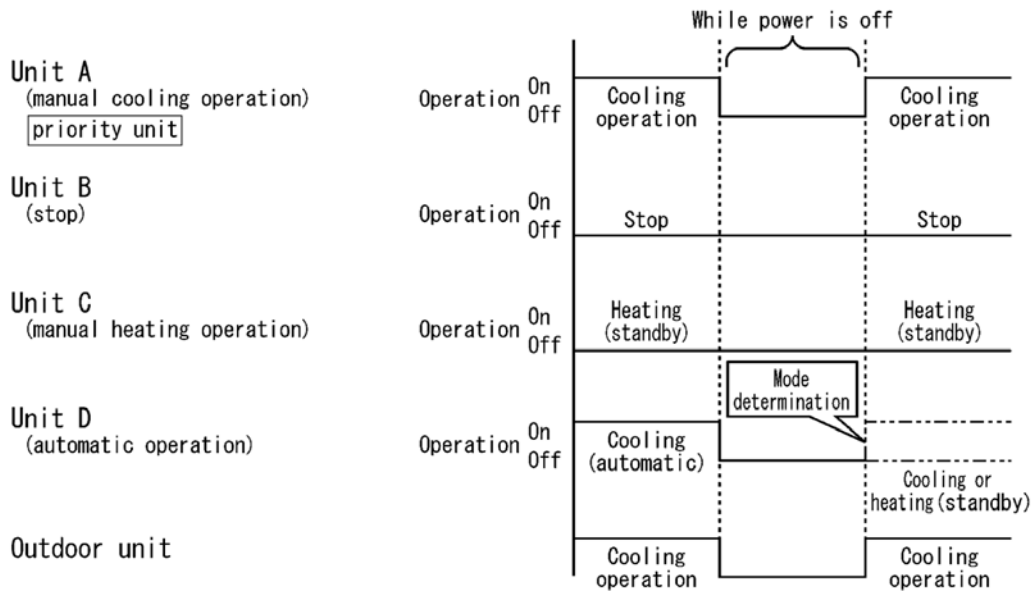 While power is off
Unit A
(manual cooling operation)
priority unit
Operation On
Off
Cooling
operation
Cooling
operation
Unit B
(stop)
Operation On
Off
Stop
Stop
Unit C
(manual heating operation)
Operation On
Off
Heating
(standby)
Heating
(standby)
Mode
determination
Unit D
(automatic operation)
Operation On
Off
Cooling
(automatic)
Cooling or
heating(standby)
Outdoor unit
Cooling
operation
Cooling
operation